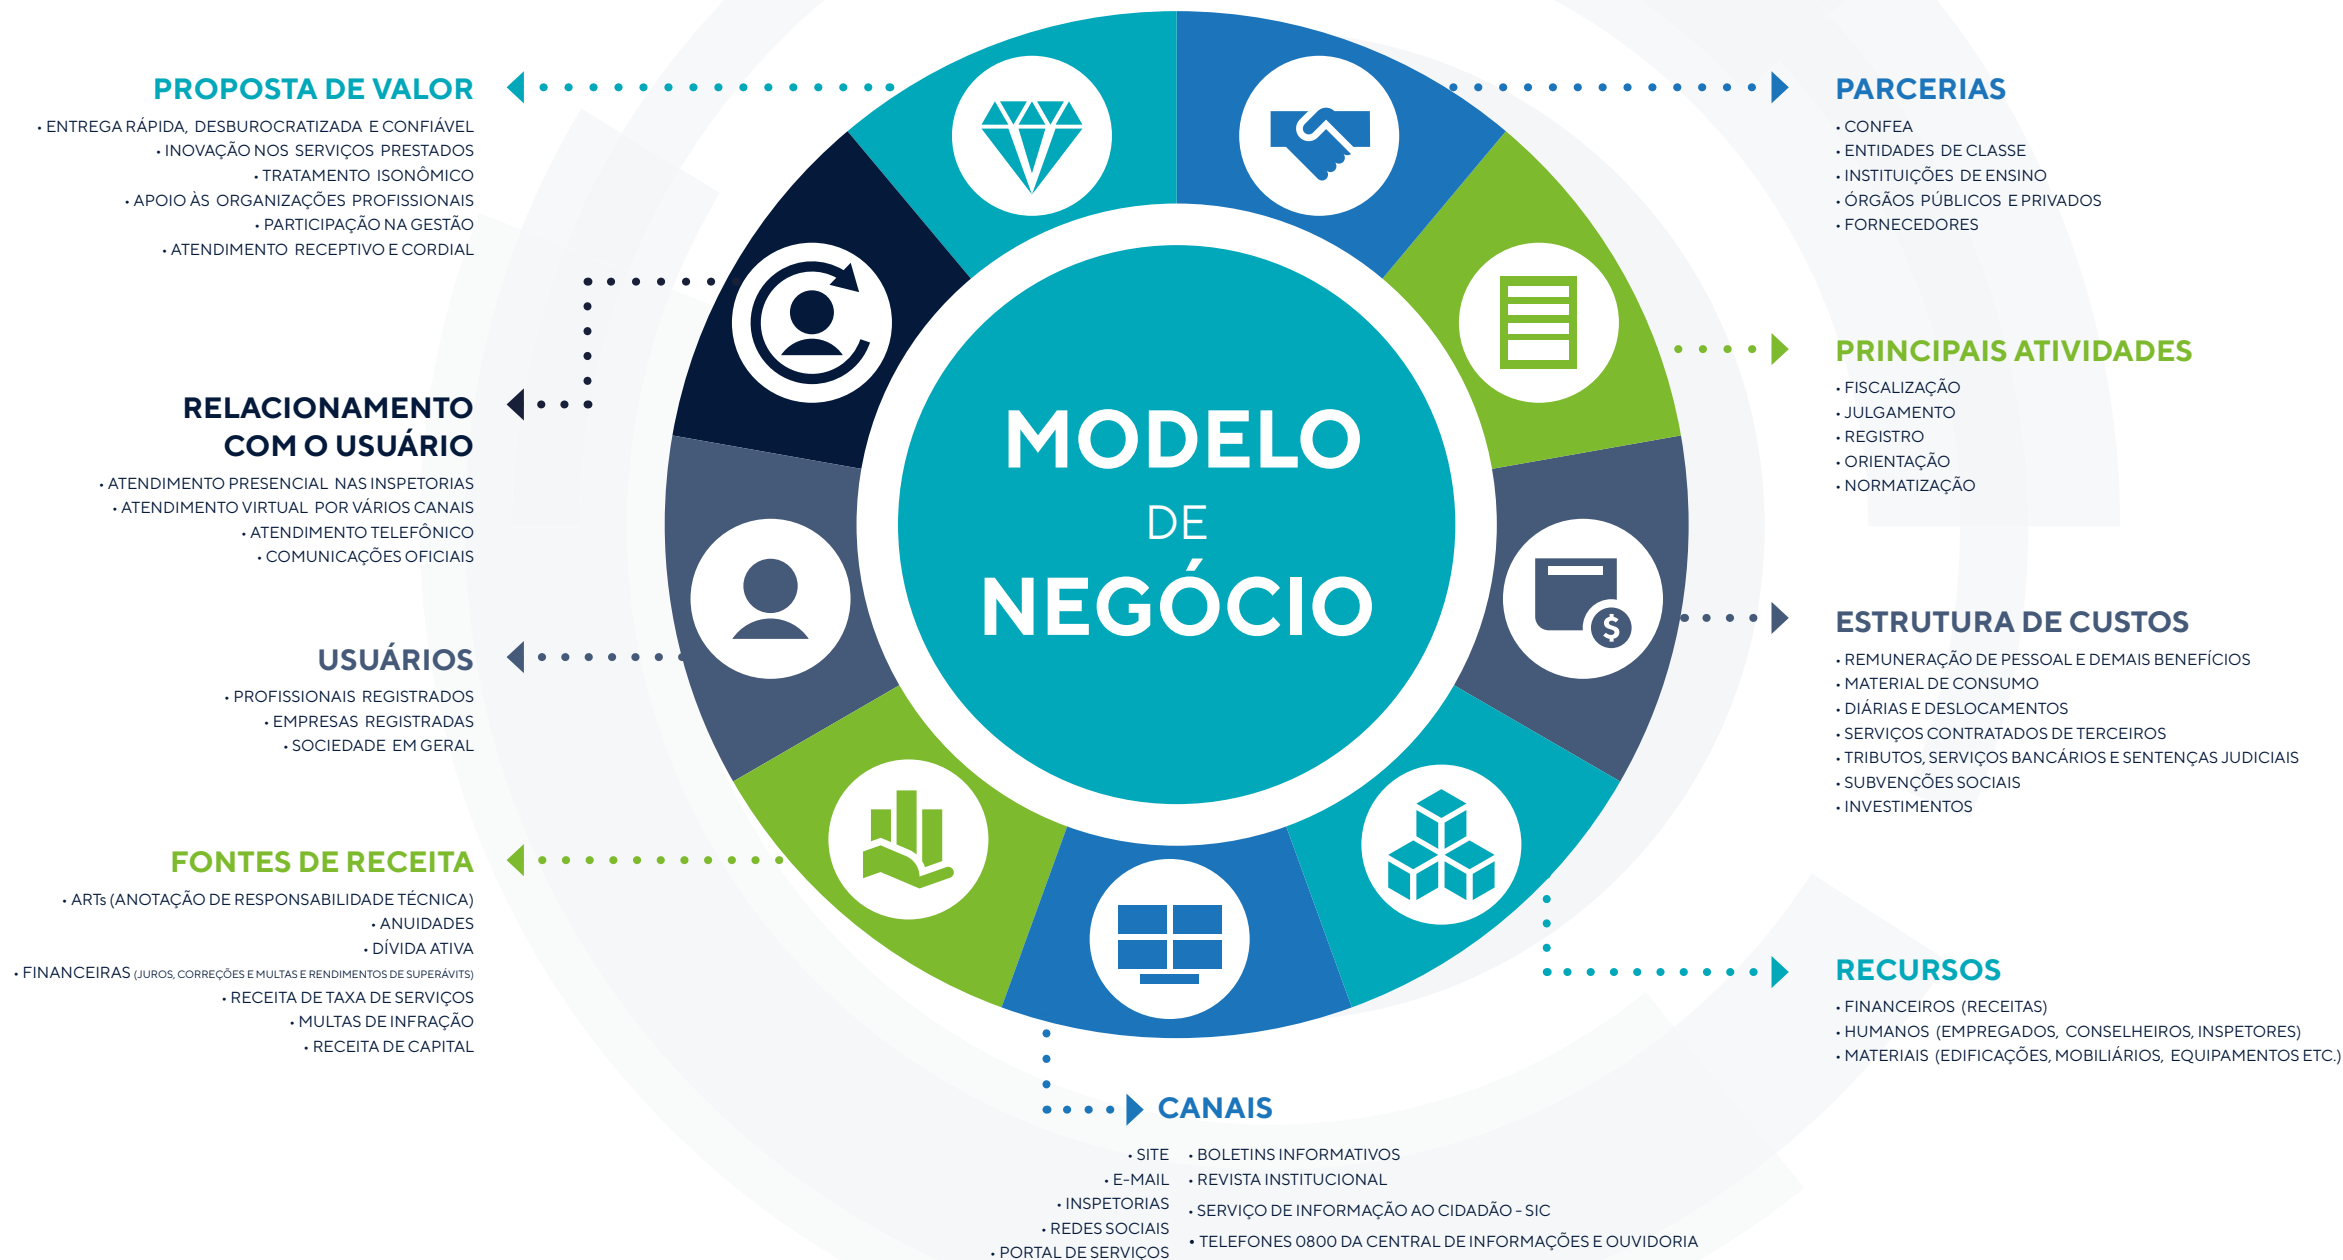 PROPOSTA DE VALOR
• ENTREGA RÁPIDA, DESBUROCRATIZADA E CONFIÁVEL
• INOVAÇÃO NOS SERVIÇOS PRESTADOS
• TRATAMENTO ISONÔMICO
• APOIO ÀS ORGANIZAÇÕES PROFISSIONAIS
• PARTICIPAÇÃO NA GESTÃO
• ATENDIMENTO RECEPTIVO E CORDIAL
RELACIONAMENTO
COM O USUÁRIO
• ATENDIMENTO PRESENCIAL NAS INSPETORIAS
• ATENDIMENTO VIRTUAL POR VÁRIOS CANAIS
• ATENDIMENTO TELEFÔNICO
• COMUNICAÇÕES OFICIAIS
USUÁRIOS
• PROFISSIONAIS REGISTRADOS
• EMPRESAS REGISTRADAS
• SOCIEDADE EM GERAL
FONTES DE RECEITA
• ARTs (ANOTAÇÃO DE RESPONSABILIDADE TÉCNICA)
• ANUIDADES
• DÍVIDA ATIVA
• FINANCEIRAS (JUROS, CORREÇÕES E MULTAS E RENDIMENTOS DE SUPERÁVITS)
• RECEITA DE TAXA DE SERVIÇOS
• MULTAS DE INFRAÇÃO
• RECEITA DE CAPITAL
MODELO
DE
NEGÓCIO
$
PARCERIAS
• CONFEA
• ENTIDADES DE CLASSE
• INSTITUIÇÕES DE ENSINO
• ÓRGÃOS PÚBLICOS E PRIVADOS
• FORNECEDORES
PRINCIPAIS ATIVIDADES
• FISCALIZAÇÃO
• JULGAMENTO
• REGISTRO
• ORIENTAÇÃO
• NORMATIZAÇÃO
ESTRUTURA DE CUSTOS
• REMUNERAÇÃO DE PESSOAL E DEMAIS BENEFÍCIOS
• MATERIAL DE CONSUMO
• DIÁRIAS E DESLOCAMENTOS
• SERVIÇOS CONTRATADOS DE TERCEIROS
• TRIBUTOS, SERVIÇOS BANCÁRIOS E SENTENÇAS JUDICIAIS
• SUBVENÇÕES SOCIAIS
• INVESTIMENTOS
RECURSOS
• FINANCEIROS (RECEITAS)
• HUMANOS (EMPREGADOS, CONSELHEIROS, INSPETORES)
• MATERIAIS (EDIFICAÇÕES, MOBILIÁRIOS, EQUIPAMENTOS ETC.)
CANAIS
• SITE
• E-MAIL
• INSPETORIAS
• REDES SOCIAIS
• PORTAL DE SERVIÇOS
• BOLETINS INFORMATIVOS
• REVISTA INSTITUCIONAL
• SERVIÇO DE INFORMAÇÃO AO CIDADÃO - SIC
• TELEFONES 0800 DA CENTRAL DE INFORMAÇÕES E OUVIDORIA